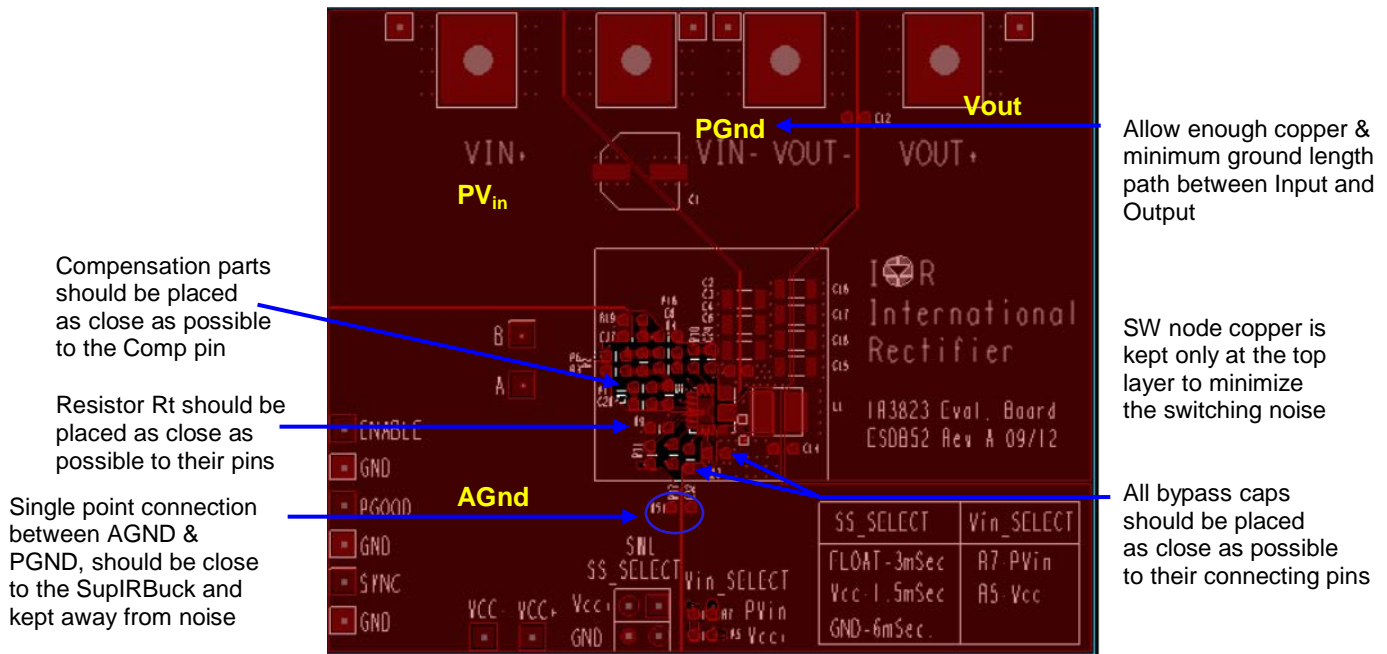 Vout
PGnd
VIN+
VIN-
VOUT-
VOUT+
PVin
C1
Allow enough copper &
minimum ground length
path between Input and
Output
Compensation parts
should be placed
as close as possible
to the Comp pin
Resistor Rt should be
placed as close as
possible to their pins
Single point connection
between AGND &
PGND, should be close
to the SupIRBuck and
kept away from noise
I R
International
Rectifier
IR3823 Eval. Board
ESDB52 Rev A 09/12
SW node copper is
kept only at the top
layer to minimize
the switching noise
All bypass caps
should be placed
as close as possible
to their connecting pins
B
A
L1
ENABLE
GND
PGOOD
GND
SYNC
GND
AGnd
SS_SELECT
Vcc+
GND
VCC-
VCC+
Vin_SELECT
R7 PVin
R5 Vcc+
SS_SELECT
Vin_SELECT
FLOAT-3mSec
R7-PVin
Vcc-1.5mSec
R5-Vcc
GND-6mSec.